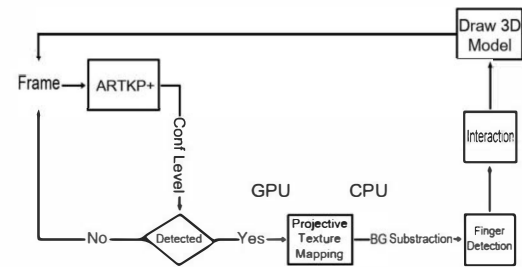 Draw 3D
Model
Frame
ARTKP+
Conf Level
Interaction
GPU
CPU
No
Detected
Yes
Projective
Texture
Mapping
BG Substraction
Finger
Detection